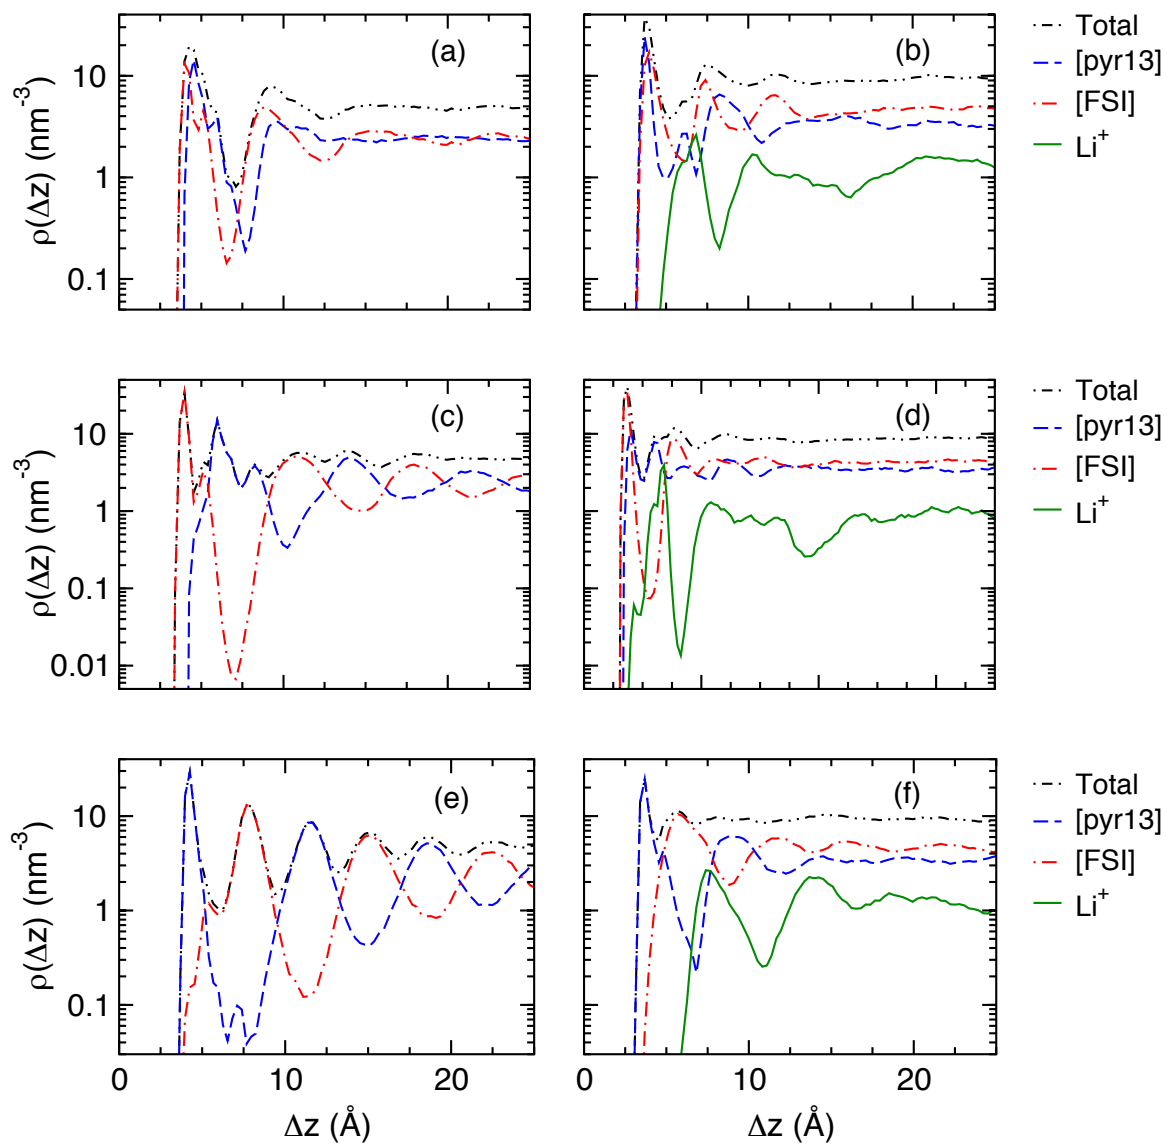 (a)
10
1
0.1
ρ(Δz) (nm⁻³)
(b)
Total
[pyr13]
[FSI]
Li⁺
(c)
10
1
0.1
0.01
ρ(Δz) (nm⁻³)
(d)
Total
[pyr13]
[FSI]
Li⁺
(e)
10
1
0.1
ρ(Δz) (nm⁻³)
0 10 20
Δz (Å)
(f)
10 20
Δz (Å)
Total
[pyr13]
[FSI]
Li⁺